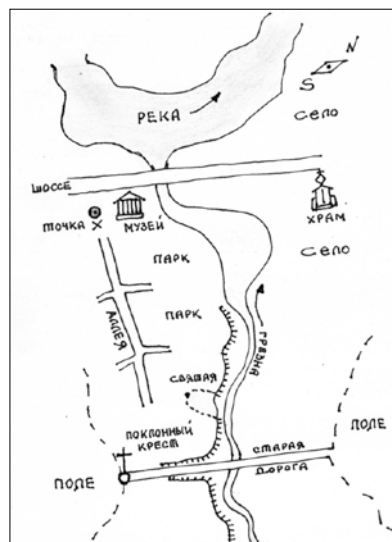 N
S
РЕКА
СЕЛО
ШОССЕ
ТОЧКА Х
МУЗЕЙ
ХРАМ
СЕЛО
ПАРК
АЛЛЕЯ
ПАРК
ГРЯЗНА
СВЯТАЯ
ПОКЛОННЫЙ
КРЕСТ
ПОЛЕ
СТАРАЯ
ДОРОГА
ПОЛЕ